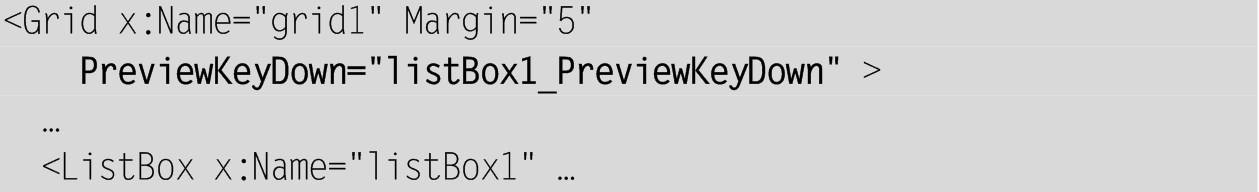 <Grid x:Name="grid1" Margin="5"
PreviewKeyDown="listBox1_PreviewKeyDown" >
…
<ListBox x:Name="listBox1" …